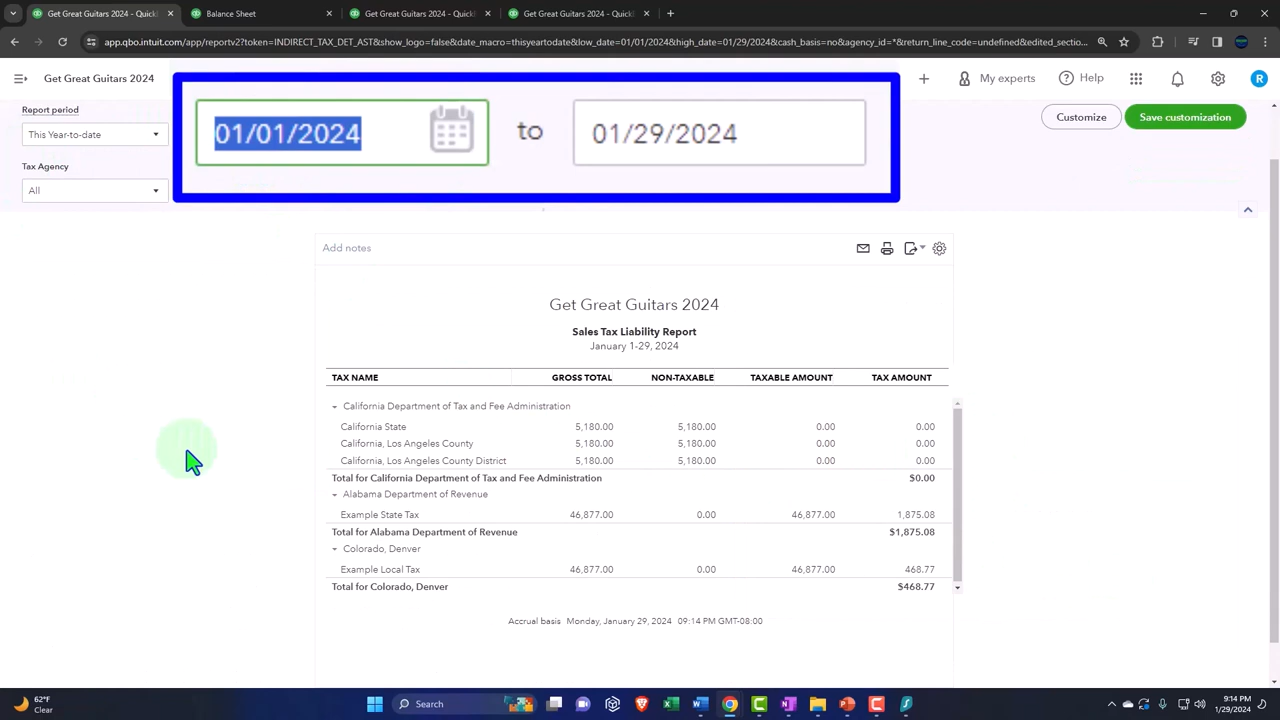 Get Great Guitars 2024 - Quick
Balance Sheet
Get Great Guitars 2024 - QuickB
Get Great Guitars 2024 - QuickB
app.qbo.intuit.com/app/reportv2?token=INDIRECT_TAX_DET_AST&show_logo=false&date_macro=thisyeartodate&low_date=01/01/2024&high_date=01/29/2024&cash_basis=no&agency_id=*&return_line_code=undefined&edited_sectio...
Get Great Guitars 2024
My experts
Help
R
Report period
This Year-to-date
01/01/2024 to 01/29/2024
Customize
Save customization
Tax Agency
All
Add notes
Get Great Guitars 2024
Sales Tax Liability Report
January 1-29, 2024
TAX NAME GROSS TOTAL NON-TAXABLE TAXABLE AMOUNT TAX AMOUNT
California Department of Tax and Fee Administration
California State 5,180.00 5,180.00 0.00 0.00
California, Los Angeles County 5,180.00 5,180.00 0.00 0.00
California, Los Angeles County District 5,180.00 5,180.00 0.00 0.00
Total for California Department of Tax and Fee Administration $0.00
Alabama Department of Revenue
Example State Tax 46,877.00 0.00 46,877.00 1,875.08
Total for Alabama Department of Revenue $1,875.08
Colorado, Denver
Example Local Tax 46,877.00 0.00 46,877.00 468.77
Total for Colorado, Denver $468.77
Accrual basis Monday, January 29, 2024 09:14 PM GMT-08:00
62°F
Clear
Search
9:14 PM
1/29/2024